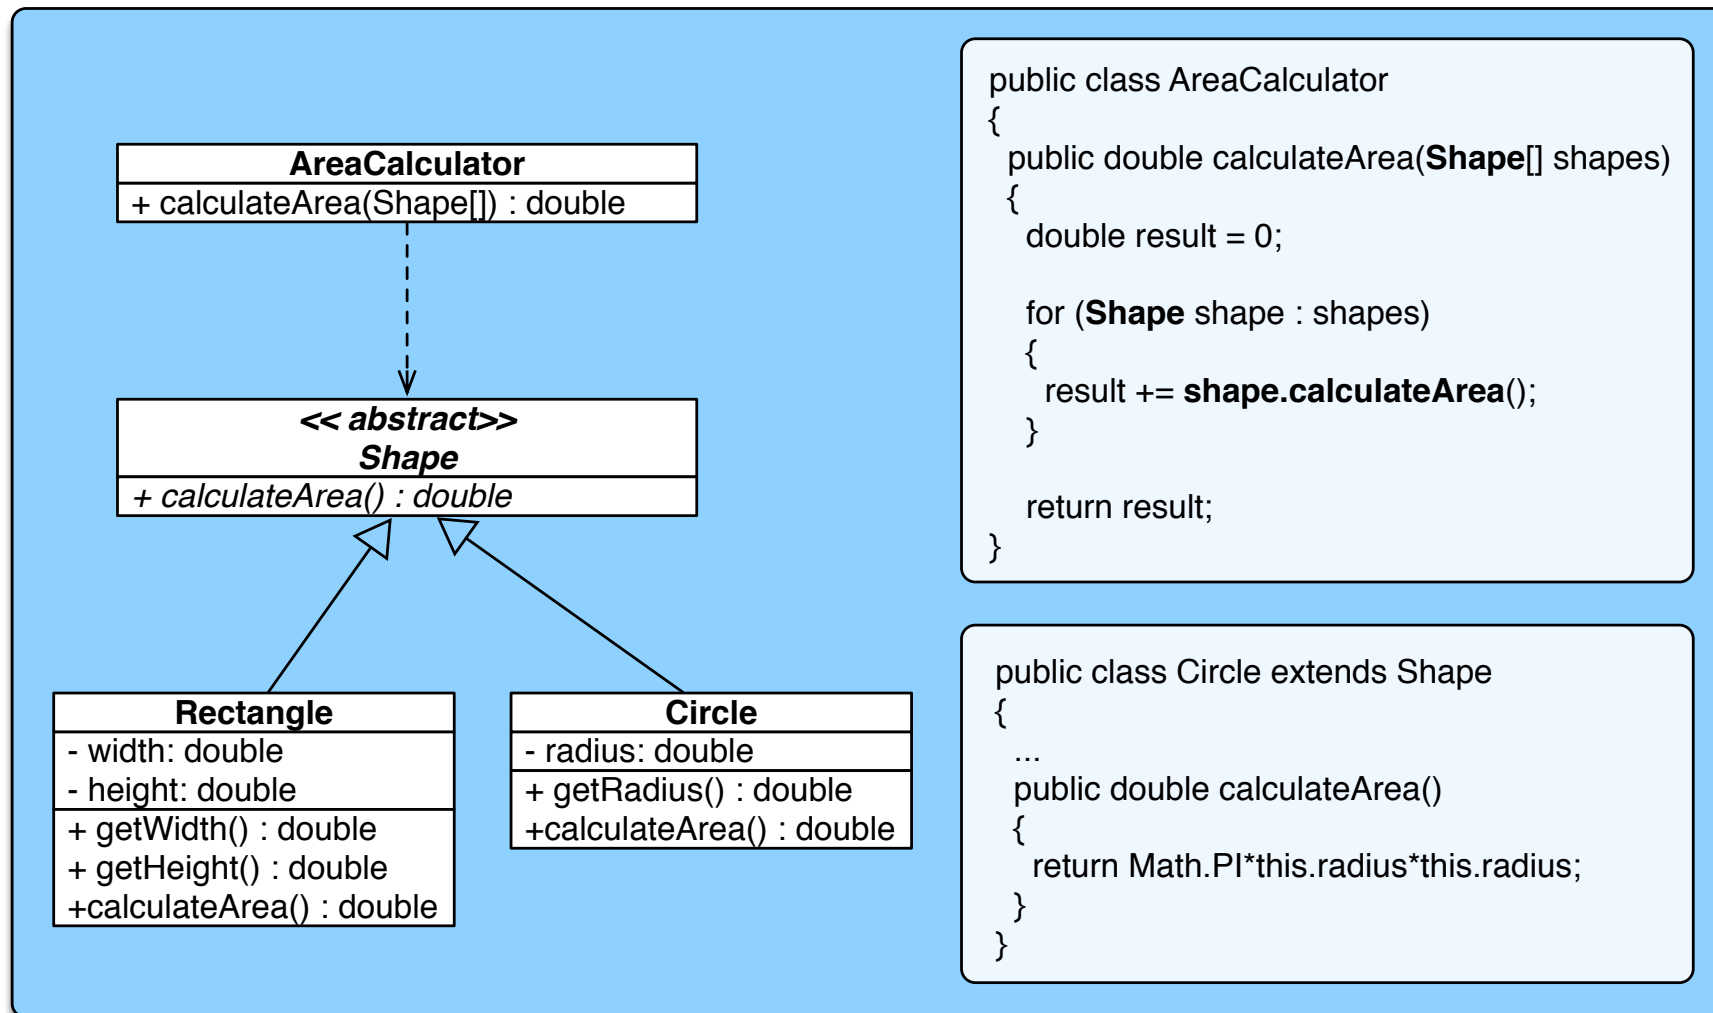 AreaCalculator
+ calculateArea(Shape[]) : double
<< abstract>>
Shape
+ calculateArea() : double
Rectangle
- width: double
- height: double
+ getWidth() : double
+ getHeight() : double
+calculateArea() : double
Circle
- radius: double
+ getRadius() : double
+calculateArea() : double
public class AreaCalculator
{
public double calculateArea(Shape[] shapes)
{
double result = 0;
for (Shape shape : shapes)
{
result += shape.calculateArea();
}
return result;
}
public class Circle extends Shape
{
...
public double calculateArea()
{
return Math.PI*this.radius*this.radius;
}
}